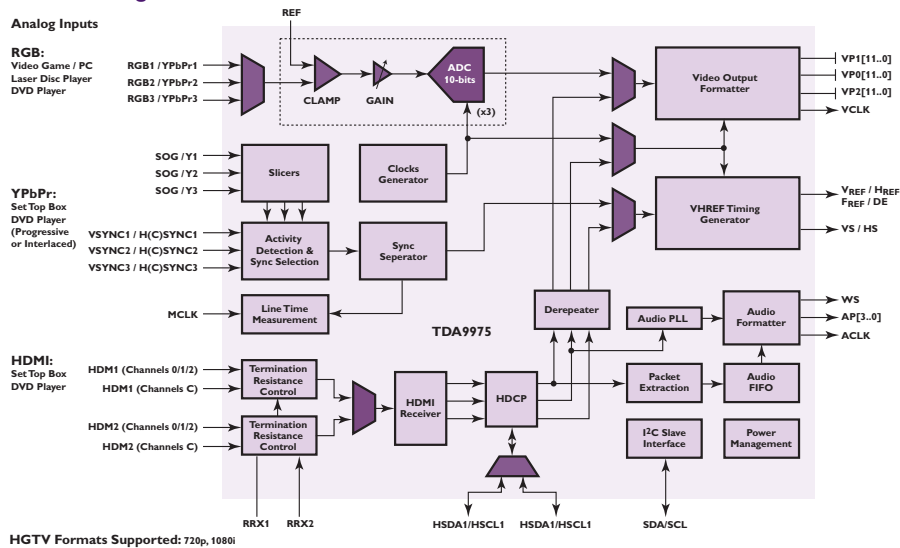 Analog Inputs
REF
RGB:
Video Game / PC
Laser Disc Player
DVD Player
RGB1 /YPbPr1
RGB2 /YPbPr2
RGB3 /YPbPr3
CLAMP
GAIN
ADC
10-bits
(x3)
Video Output
Formatter
VP1[11..0]
VP0[11..0]
VP2[11..0]
VCLK
YPbPr:
Set Top Box
DVD Player
(Progressive
or Interlaced)
SOG /Y1
SOG /Y2
SOG /Y3
Slicers
Clocks
Generator
VSYNC1 / H(C)SYNC1
VSYNC2 / H(C)SYNC2
VSYNC3 / H(C)SYNC3
Activity
Detection &
Sync Selection
Sync
Seperator
VHREF Timing
Generator
VREF / HREF
FREF / DE
VS / HS
MCLK
Line Time
Measurement
TDA9975
Derepeater
Audio PLL
Audio
Formatter
WS
AP[3..0]
ACLK
HDMI:
Set Top Box
DVD Player
HDM1 (Channels 0/1/2)
HDM1 (Channels C)
HDM2 (Channels 0/1/2)
HDM2 (Channels C)
Termination
Resistance
Control
Termination
Resistance
Control
HDMI
Receiver
HDCP
Packet
Extraction
Audio
FIFO
I2C Slave
Interface
Power
Management
RRX1
RRX2
HSDA1/HSCL1
HSDA1/HSCL1
SDA/SCL
HGTV Formats Supported: 720p, 1080i